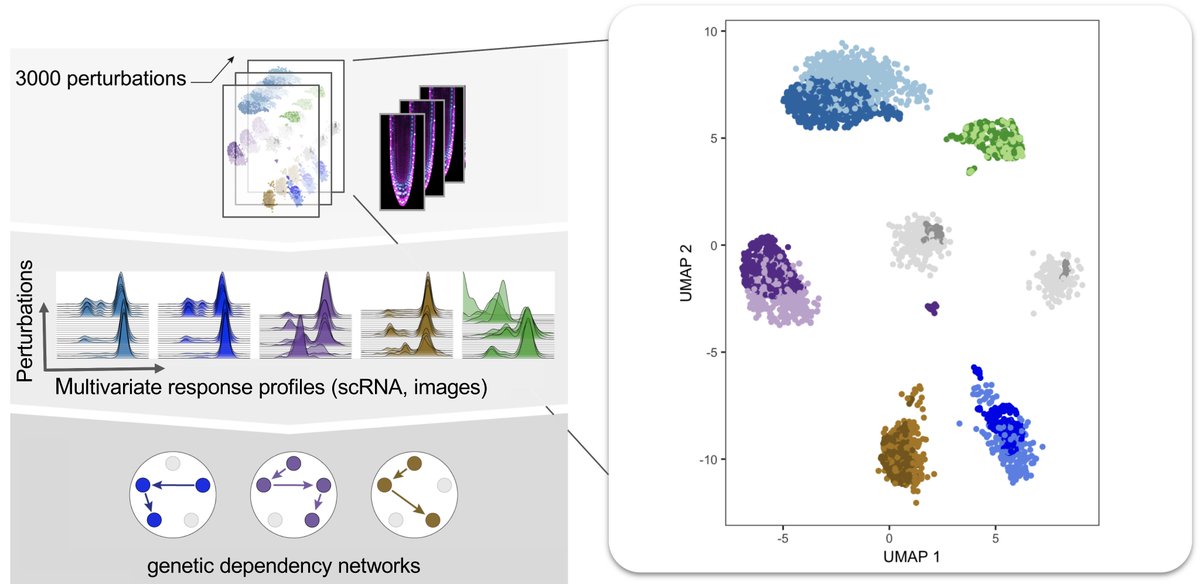 3000 perturbations
Perturbations
Multivariate response profiles (scRNA, images)
genetic dependency networks
10
5
0
-5
-10
UMAP 2
-5
0
5
UMAP 1